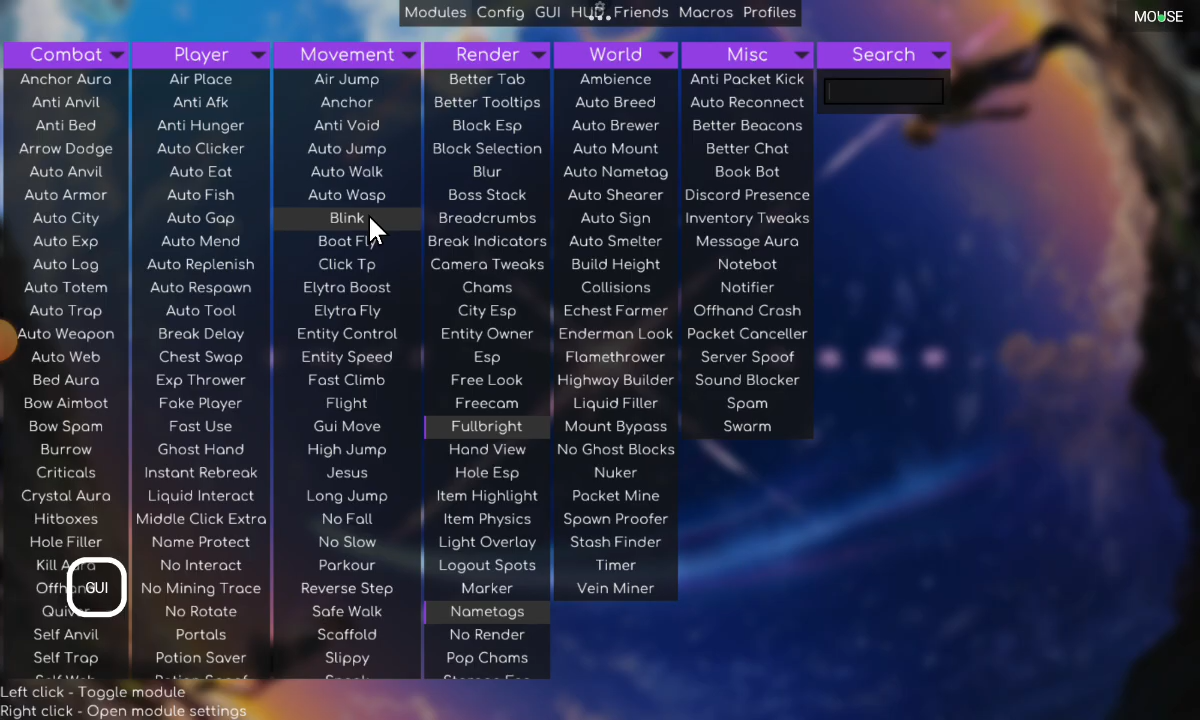 Modules Config GUI HUD Friends Macros Profiles
MOUSE
Combat
Anchor Aura
Anti Anvil
Anti Bed
Arrow Dodge
Auto Anvil
Auto Armor
Auto City
Auto Exp
Auto Log
Auto Totem
Auto Trap
Auto Weapon
Auto Web
Bed Aura
Bow Aimbot
Bow Spam
Burrow
Criticals
Crystal Aura
Hitboxes
Hole Filler
Kill Aura
GUI
Quiver
Self Anvil
Self Trap
Self Web
Player
Air Place
Anti Afk
Anti Hunger
Auto Clicker
Auto Eat
Auto Fish
Auto Gap
Auto Mend
Auto Replenish
Auto Respawn
Auto Tool
Break Delay
Chest Swap
Exp Thrower
Fake Player
Fast Use
Ghost Hand
Instant Rebreak
Liquid Interact
Middle Click Extra
Name Protect
No Interact
No Mining Trace
No Rotate
Portals
Potion Saver
Potion Spoof
Movement
Air Jump
Anchor
Anti Void
Auto Jump
Auto Walk
Auto Wasp
Blink
Boat Fly
Click Tp
Elytra Boost
Elytra Fly
Entity Control
Entity Speed
Fast Climb
Flight
Gui Move
High Jump
Jesus
Long Jump
No Fall
No Slow
Parkour
Reverse Step
Safe Walk
Scaffold
Slippy
Speed
Render
Better Tab
Better Tooltips
Block Esp
Block Selection
Blur
Boss Stack
Breadcrumbs
Break Indicators
Camera Tweaks
Chams
City Esp
Entity Owner
Esp
Free Look
Freecam
Fullbright
Hand View
Hole Esp
Item Highlight
Item Physics
Light Overlay
Logout Spots
Marker
Nametags
No Render
Pop Chams
Storage Esp
World
Ambience
Auto Breed
Auto Brewer
Auto Mount
Auto Nametag
Auto Shearer
Auto Sign
Auto Smelter
Build Height
Collisions
Echest Farmer
Enderman Look
Flamethrower
Highway Builder
Liquid Filler
Mount Bypass
No Ghost Blocks
Nuker
Packet Mine
Spawn Proofer
Stash Finder
Timer
Vein Miner
Misc
Anti Packet Kick
Auto Reconnect
Better Beacons
Better Chat
Book Bot
Discord Presence
Inventory Tweaks
Message Aura
Notebot
Notifier
Offhand Crash
Packet Canceller
Server Spoof
Sound Blocker
Spam
Swarm
Search
Left click - Toggle module
Right click - Open module settings